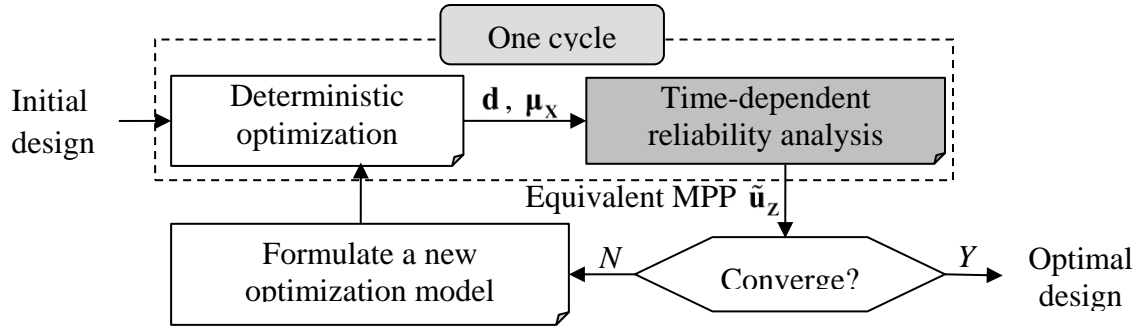 One cycle
Initial
design
Deterministic
optimization
d , μX
Time-dependent
reliability analysis
Equivalent MPP ũZ
Formulate a new
optimization model
N
Converge?
Y
Optimal
design